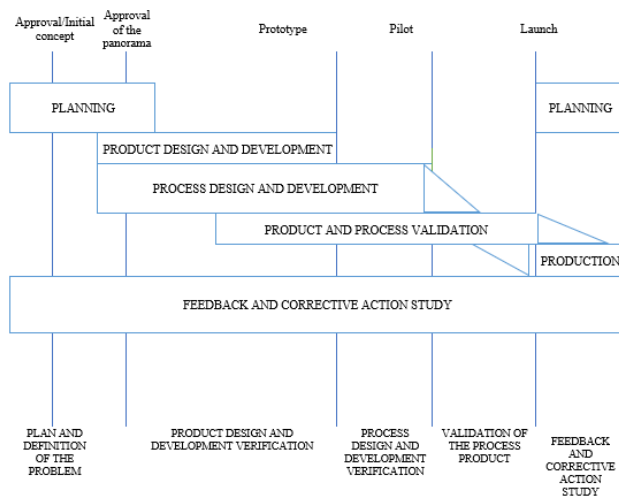 Approval/Initial
concept
Approval
of the
panorama
Prototype
Pilot
Launch
PLANNING
PLANNING
PRODUCT DESIGN AND DEVELOPMENT
PROCESS DESIGN AND DEVELOPMENT
PRODUCT AND PROCESS VALIDATION
PRODUCTION
FEEDBACK AND CORRECTIVE ACTION STUDY
PLAN AND
DEFINITION
OF THE
PROBLEM
PRODUCT DESIGN AND
DEVELOPMENT VERIFICATION
PROCESS
DESIGN AND
DEVELOPMENT
VERIFICATION
VALIDATION OF
THE PROCESS
PRODUCT
FEEDBACK
AND
CORRECTIVE
ACTION
STUDY